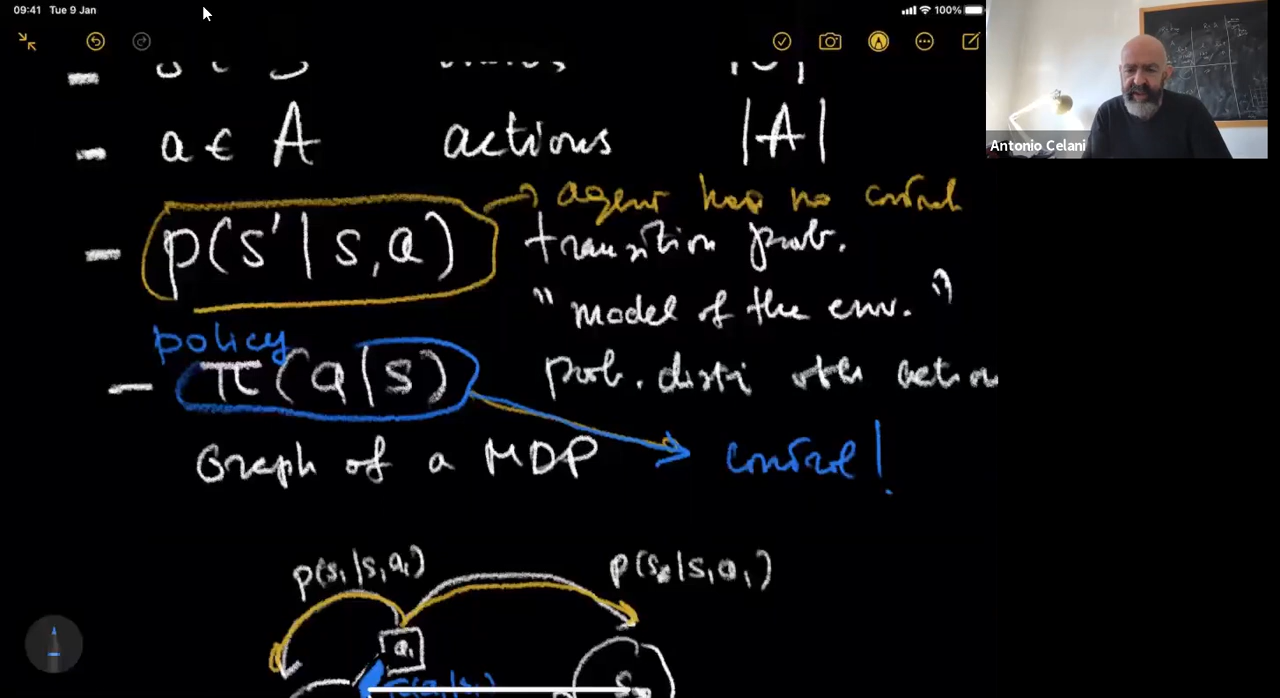 09:41 Tue 9 Jan
100%
Antonio Celani
- a ∈ A actions |A|
agent has no control
- p(s'|s,a) transition prob.
"model of the env."
policy
- π(a|s) prob. distr. actions
Graph of a MDP control!
p(s₁|s,a₁) p(s₂|s,a₁)
a₁